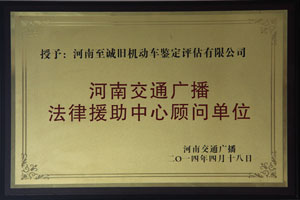 授予：河南至诚旧机动车鉴定评估有限公司
河南交通广播
法律援助中心顾问单位
河南交通广播
二〇一四年四月十八日